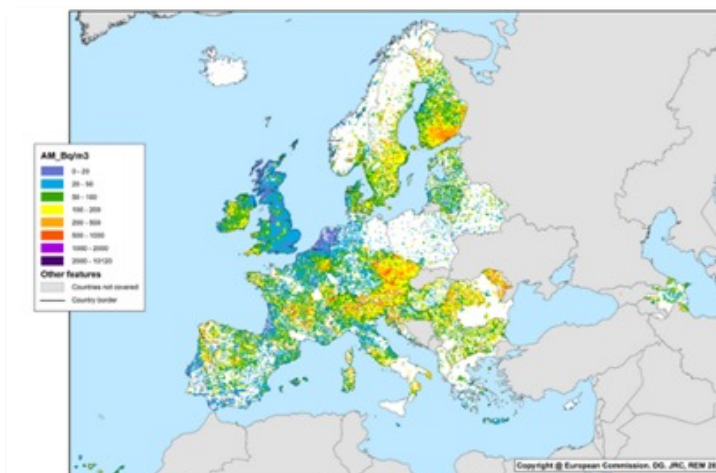 AM_Bq/m3
0 - 20
20 - 50
50 - 100
100 - 200
200 - 500
500 - 1000
1000 - 2000
2000 - 10120
Other features
Countries not covered
Country border
Copyright @ European Commission. DG. JRC, REM 20